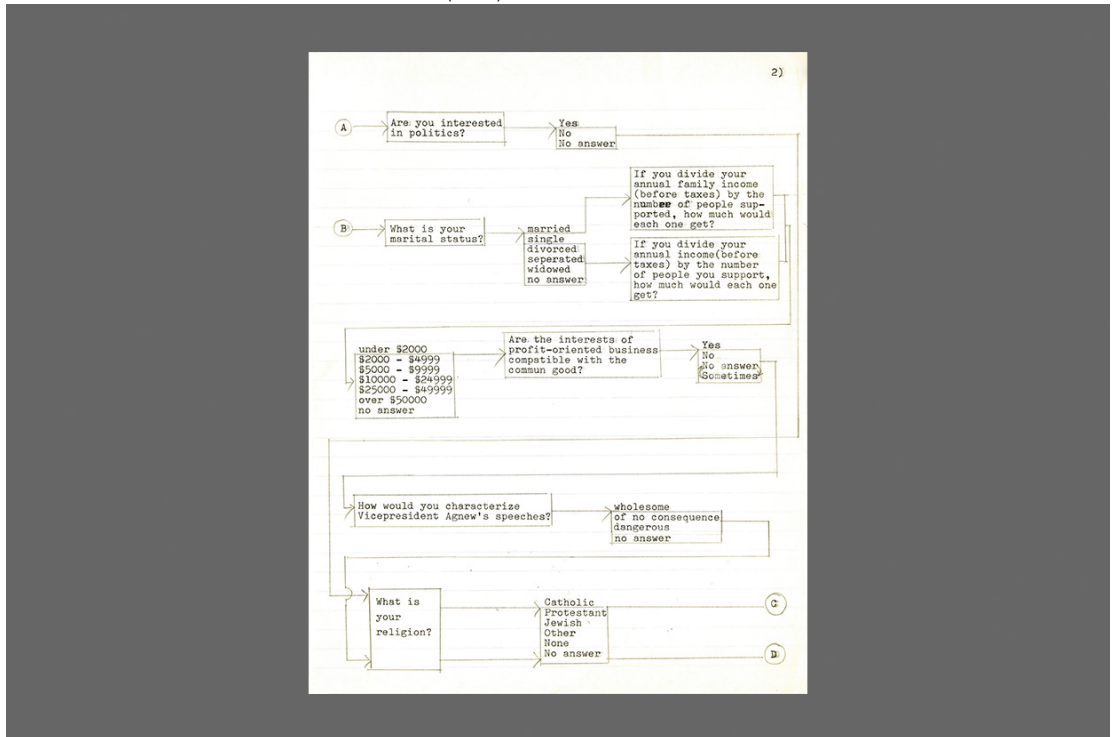 2)
A
Are you interested
in politics?
Yes
No
No answer
B
What is your
marital status?
married
single
divorced
seperated
widowed
no answer
If you divide your
annual family income
(before taxes) by the
number of people sup-
ported, how much would
each one get?
If you divide your
annual income(before
taxes) by the number
of people you support,
how much would each one
get?
under $2000
$2000 - $4999
$5000 - $9999
$10000 - $24999
$25000 - $49999
over $50000
no answer
Are the interests of
profit-oriented business
compatible with the
commun good?
Yes
No
No answer
Sometimes
How would you characterize
Vicepresident Agnew's speeches?
wholesome
of no consequence
dangerous
no answer
What is
your
religion?
Catholic
Protestant
Jewish
Other
None
No answer
C
D